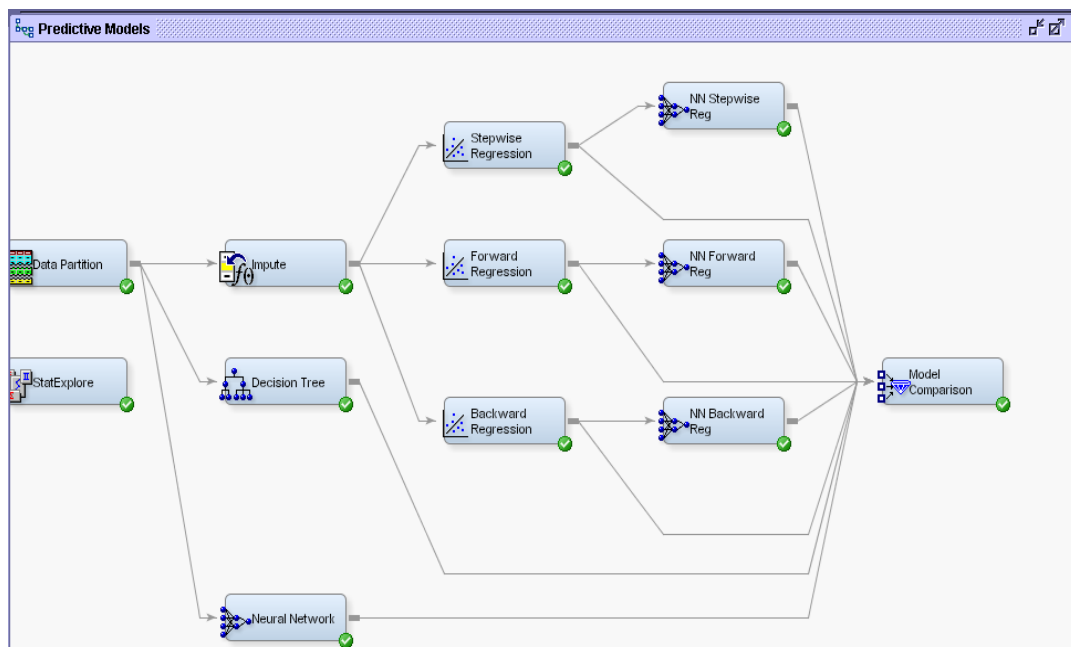 Predictive Models
NN Stepwise
Reg
Stepwise
Regression
Data Partition
Impute
Forward
Regression
NN Forward
Reg
StatExplore
Decision Tree
Model
Comparison
Backward
Regression
NN Backward
Reg
Neural Network